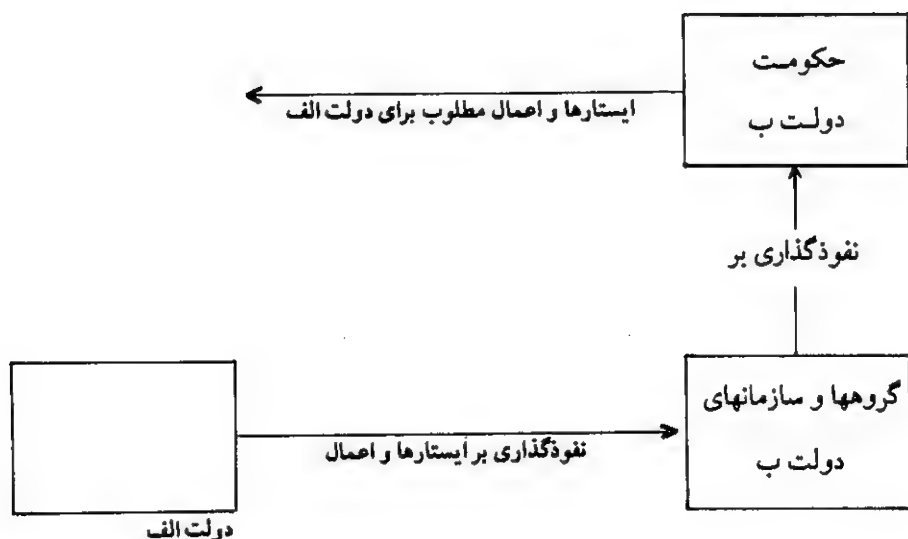 حکومت
دولت ب
ایستارها و اعمال مطلوب برای دولت الف
نفوذگذاری بر
گروهها و سازمانهای
دولت ب
نفوذگذاری بر ایستارها و اعمال
دولت الف